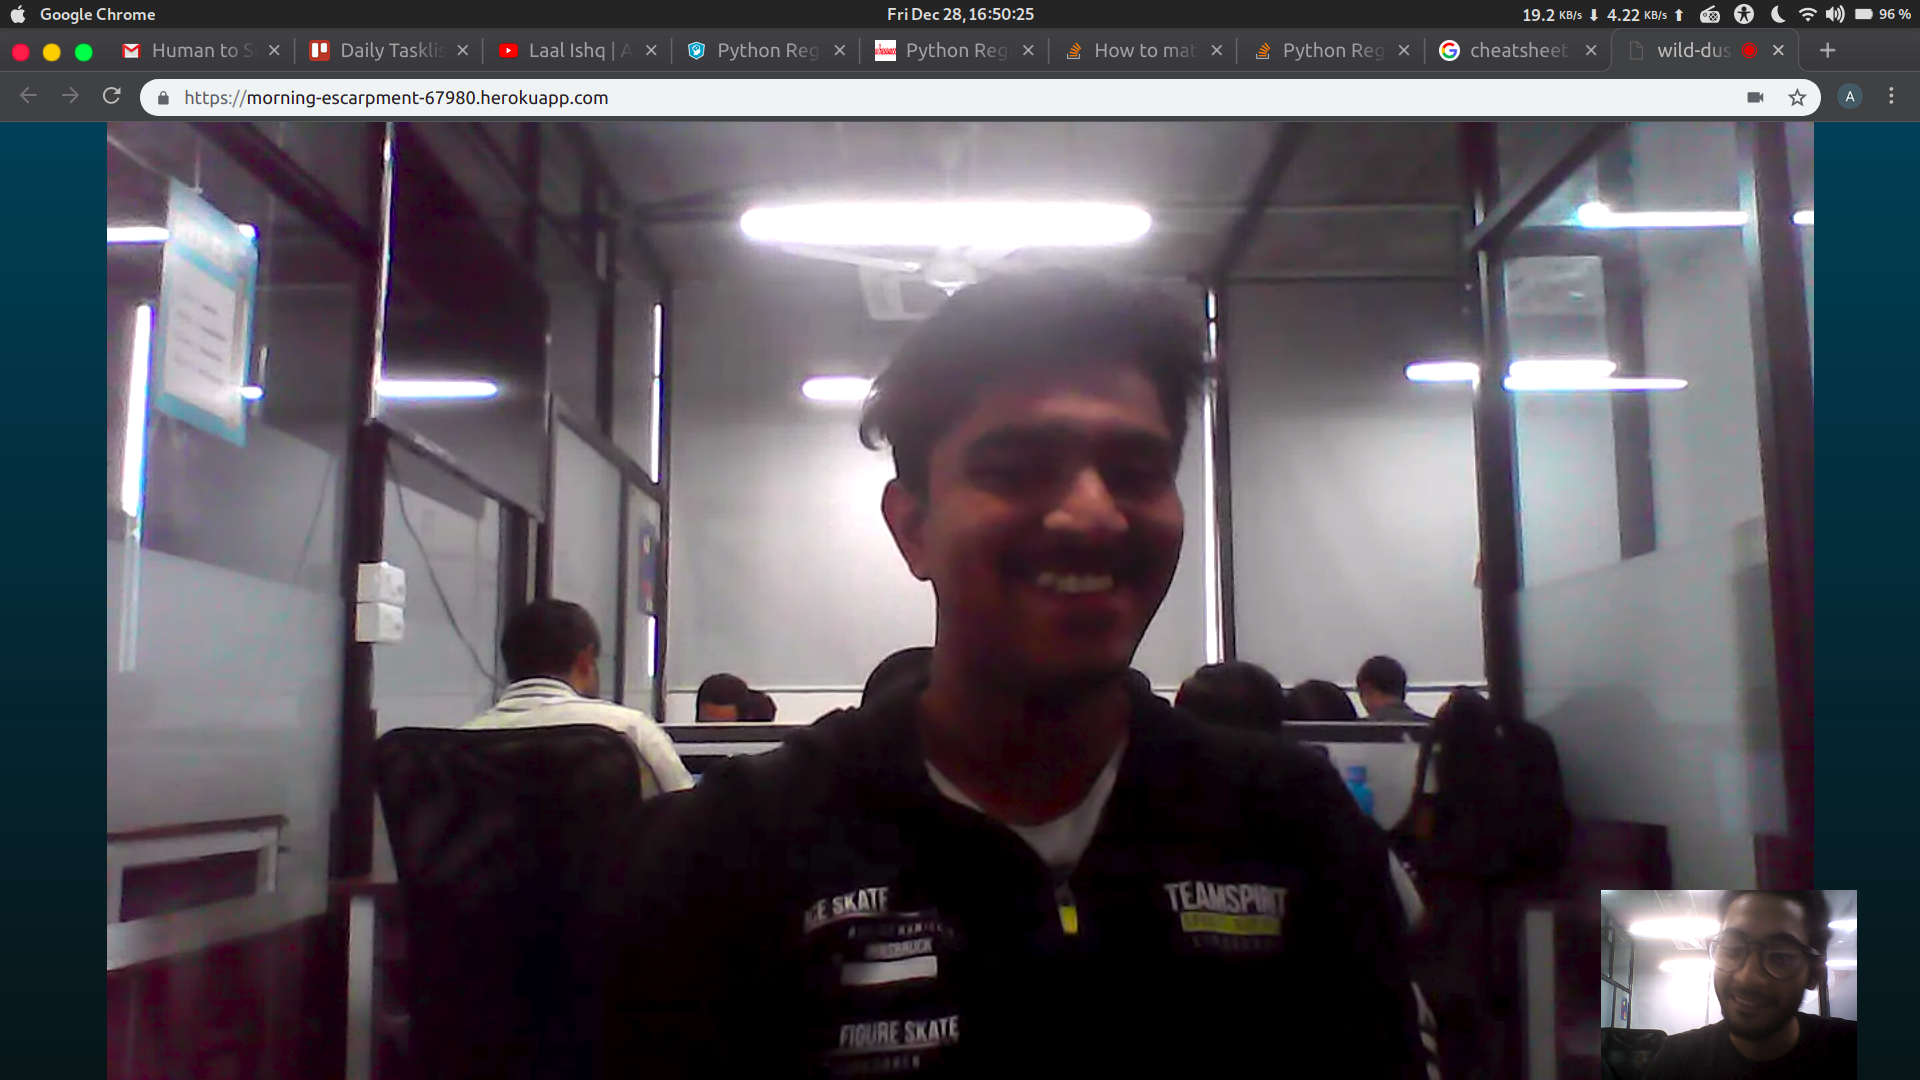 Google Chrome
Fri Dec 28, 16:50:25
19.2 KB/s 4.22 KB/s 96 %
Human to S
Daily Tasklis
Laal Ishq | A
Python Reg
Python Reg
How to mat
Python Reg
cheatsheet
wild-dus
https://morning-escarpment-67980.herokuapp.com
A
ICE SKATE
INNSBRUCK
FIGURE SKATE
TEAMSPIRIT